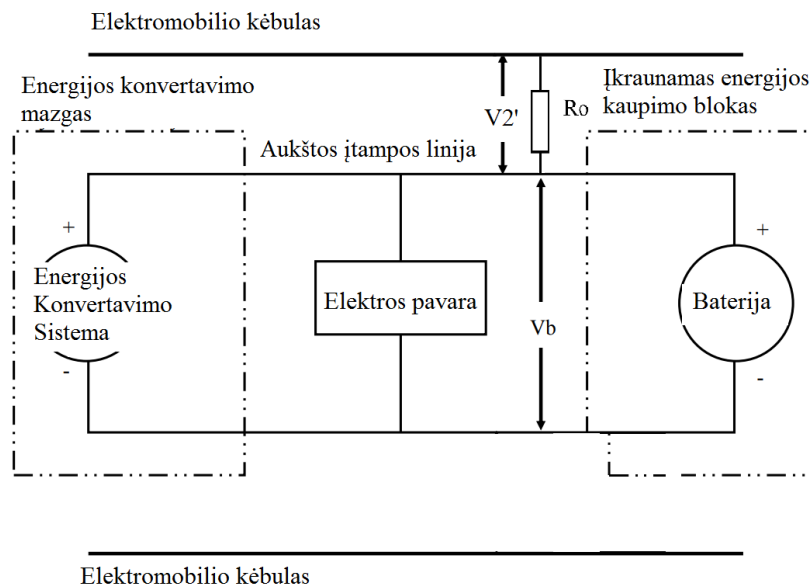 Elektromobilio kėbulas
Energijos konvertavimo
mazgas
Įkraunamas energijos
kaupimo blokas
V2'
Ro
Aukštos įtampos linija
+
+
Energijos
Konvertavimo
Sistema
Elektros pavara
Vb
Baterija
-
-
Elektromobilio kėbulas